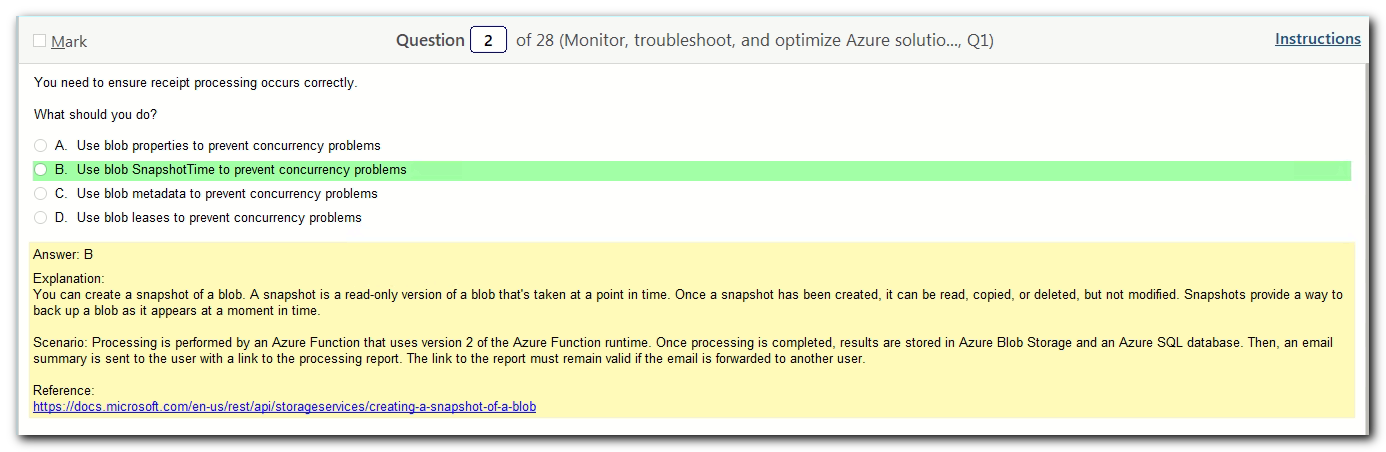 Mark Question 2 of 28 (Monitor, troubleshoot, and optimize Azure solutio..., Q1) Instructions
You need to ensure receipt processing occurs correctly.
What should you do?
A. Use blob properties to prevent concurrency problems
B. Use blob SnapshotTime to prevent concurrency problems
C. Use blob metadata to prevent concurrency problems
D. Use blob leases to prevent concurrency problems
Answer: B
Explanation:
You can create a snapshot of a blob. A snapshot is a read-only version of a blob that's taken at a point in time. Once a snapshot has been created, it can be read, copied, or deleted, but not modified. Snapshots provide a way to
back up a blob as it appears at a moment in time.
Scenario: Processing is performed by an Azure Function that uses version 2 of the Azure Function runtime. Once processing is completed, results are stored in Azure Blob Storage and an Azure SQL database. Then, an email
summary is sent to the user with a link to the processing report. The link to the report must remain valid if the email is forwarded to another user.
Reference:
https://docs.microsoft.com/en-us/rest/api/storageservices/creating-a-snapshot-of-a-blob